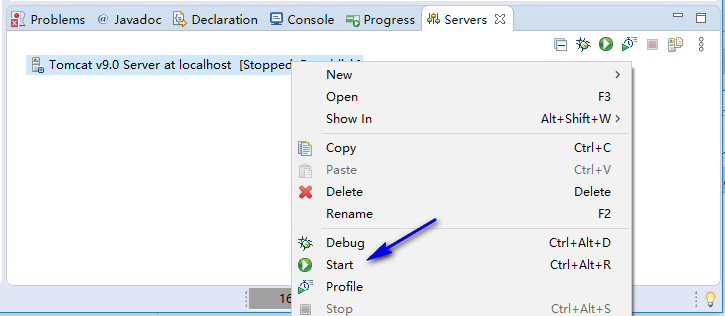 Problems @ Javadoc Declaration Console Progress Servers
Tomcat v9.0 Server at localhost [Stopped,
New
Open F3
Show In Alt+Shift+W
Copy Ctrl+C
Paste Ctrl+V
Delete Delete
Rename F2
Debug Ctrl+Alt+D
Start Ctrl+Alt+R
Profile
Stop Ctrl+Alt+S
16